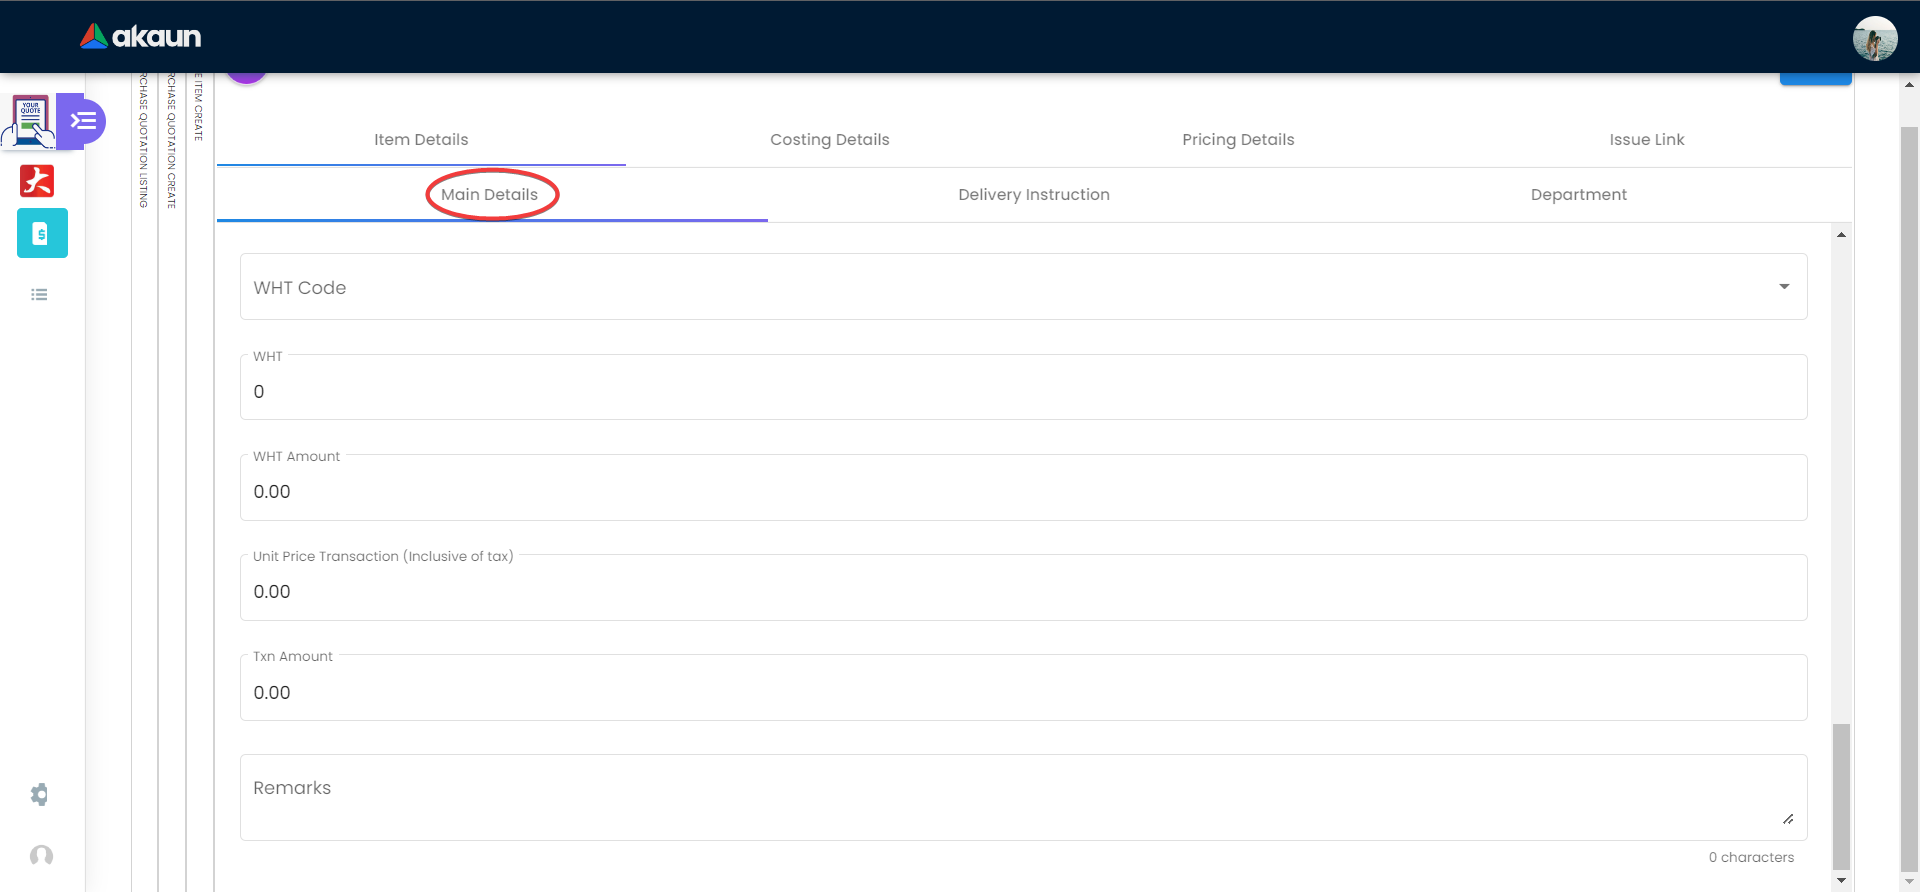 akaun
YOUR
QUOTE
RCHASE QUOTATION LISTING
RCHASE QUOTATION CREATE
E ITEM CREATE
Item Details
Costing Details
Pricing Details
Issue Link
Main Details
Delivery Instruction
Department
WHT Code
WHT
0
WHT Amount
0.00
Unit Price Transaction (Inclusive of tax)
0.00
Txn Amount
0.00
Remarks
0 characters